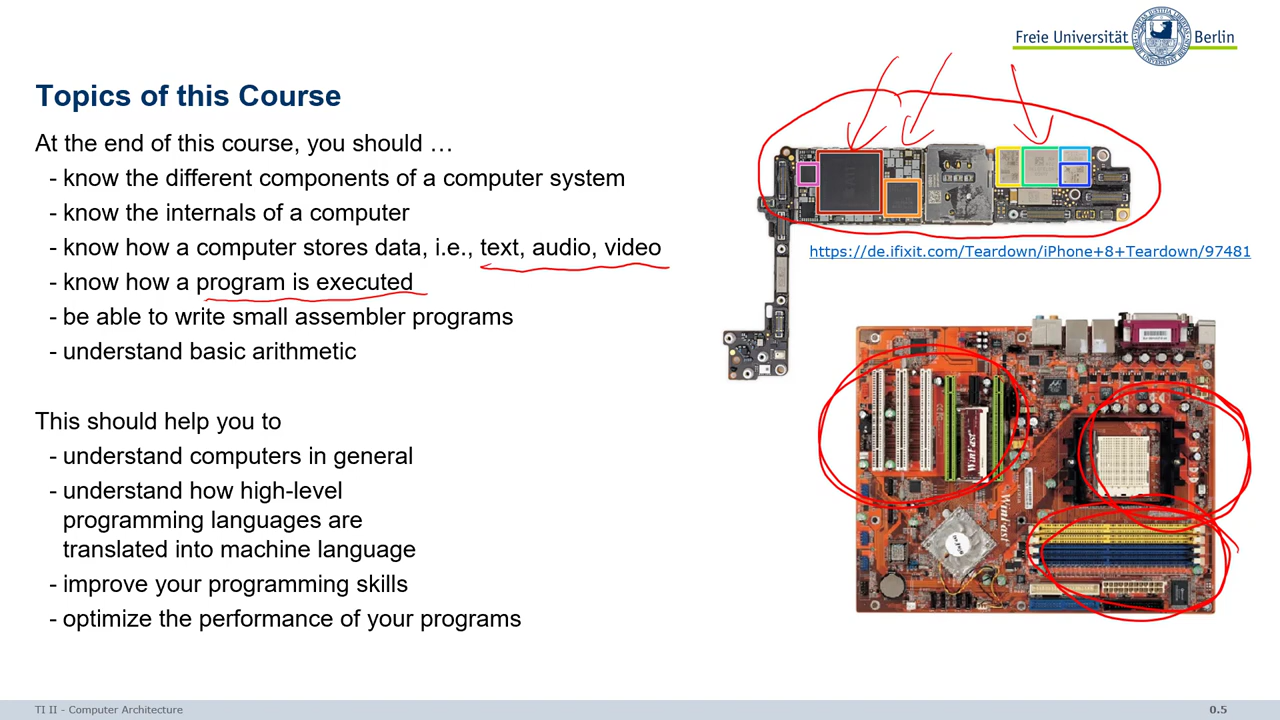 Freie Universität Berlin
Topics of this Course
At the end of this course, you should …
- know the different components of a computer system
- know the internals of a computer
- know how a computer stores data, i.e., text, audio, video
- know how a program is executed
- be able to write small assembler programs
- understand basic arithmetic
This should help you to
- understand computers in general
- understand how high-level
programming languages are
translated into machine language
- improve your programming skills
- optimize the performance of your programs
https://de.ifixit.com/Teardown/iPhone+8+Teardown/97481
WinFast
WinFast
TI II - Computer Architecture
0.5